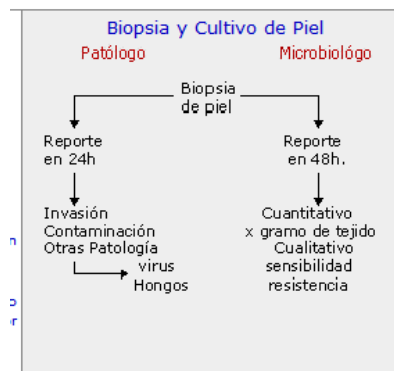 Biopsia y Cultivo de Piel
Patólogo
Microbiológo
Biopsia
de piel
Reporte
en 24h
Reporte
en 48h.
Invasión
Contaminación
Otras Patología
virus
Hongos
Cuantitativo
x gramo de tejido
Cualitativo
sensibilidad
resistencia
n
o
or